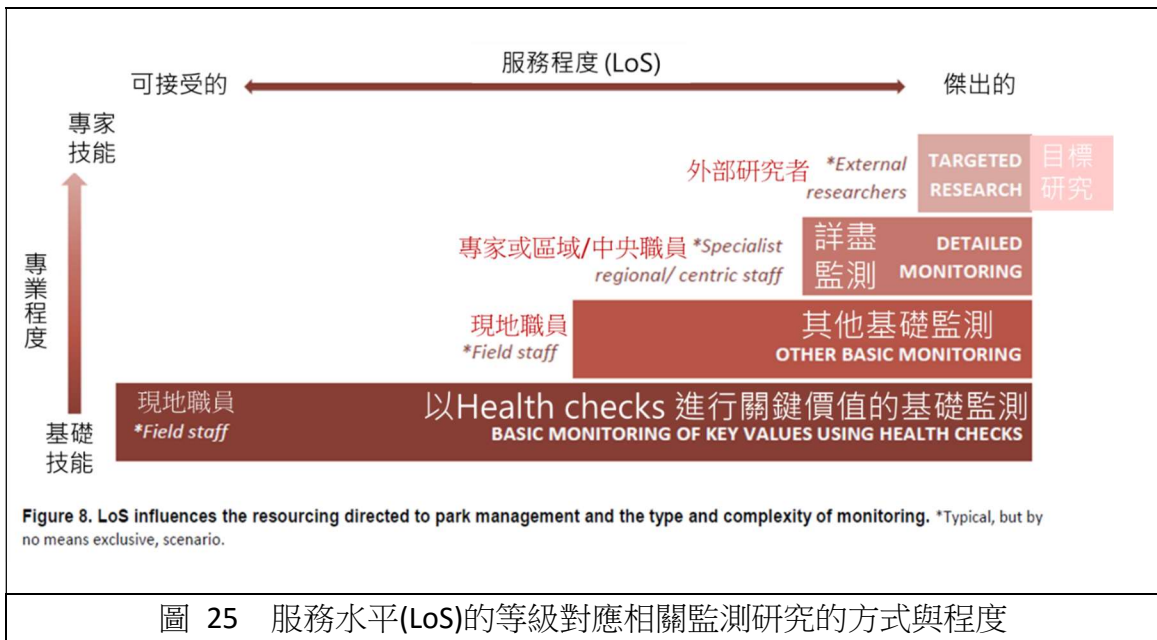 服務程度 (LoS)
可接受的
傑出的
專家
技能
專業程度
基礎
技能
外部研究者 *External
researchers
TARGETED
RESEARCH
目標
研究
專家或區域/中央職員 *Specialist
regional/ centric staff
詳盡
監測
DETAILED
MONITORING
現地職員
*Field staff
其他基礎監測
OTHER BASIC MONITORING
現地職員
*Field staff
以Health checks 進行關鍵價值的基礎監測
BASIC MONITORING OF KEY VALUES USING HEALTH CHECKS
Figure 8. LoS influences the resourcing directed to park management and the type and complexity of monitoring. *Typical, but by
no means exclusive, scenario.
圖 25 服務水平(LoS)的等級對應相關監測研究的方式與程度